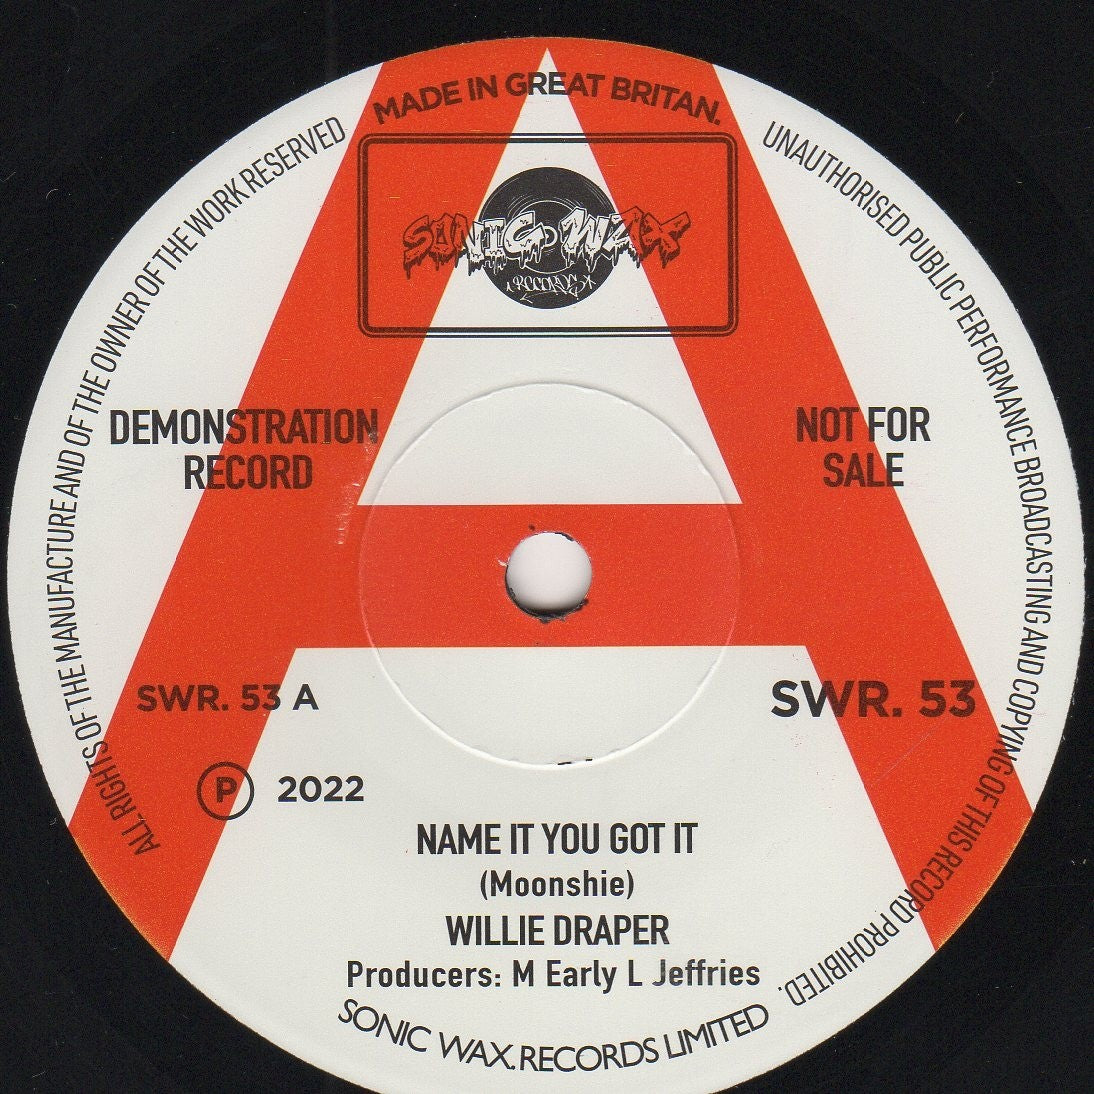 MADE IN GREAT BRITAN.
SONIC WAX
RECORDS
ALL RIGHTS OF THE MANUFACTURE AND OF THE OWNER OF THE WORK RESERVED
UNAUTHORISED PUBLIC PERFORMANCE BROADCASTING AND COPYING OF THIS RECORD PROHIBITED.
DEMONSTRATION
RECORD
NOT FOR
SALE
A
SWR. 53 A
SWR. 53
P 2022
NAME IT YOU GOT IT
(Moonshie)
WILLIE DRAPER
Producers: M Early L Jeffries
SONIC WAX.RECORDS LIMITED